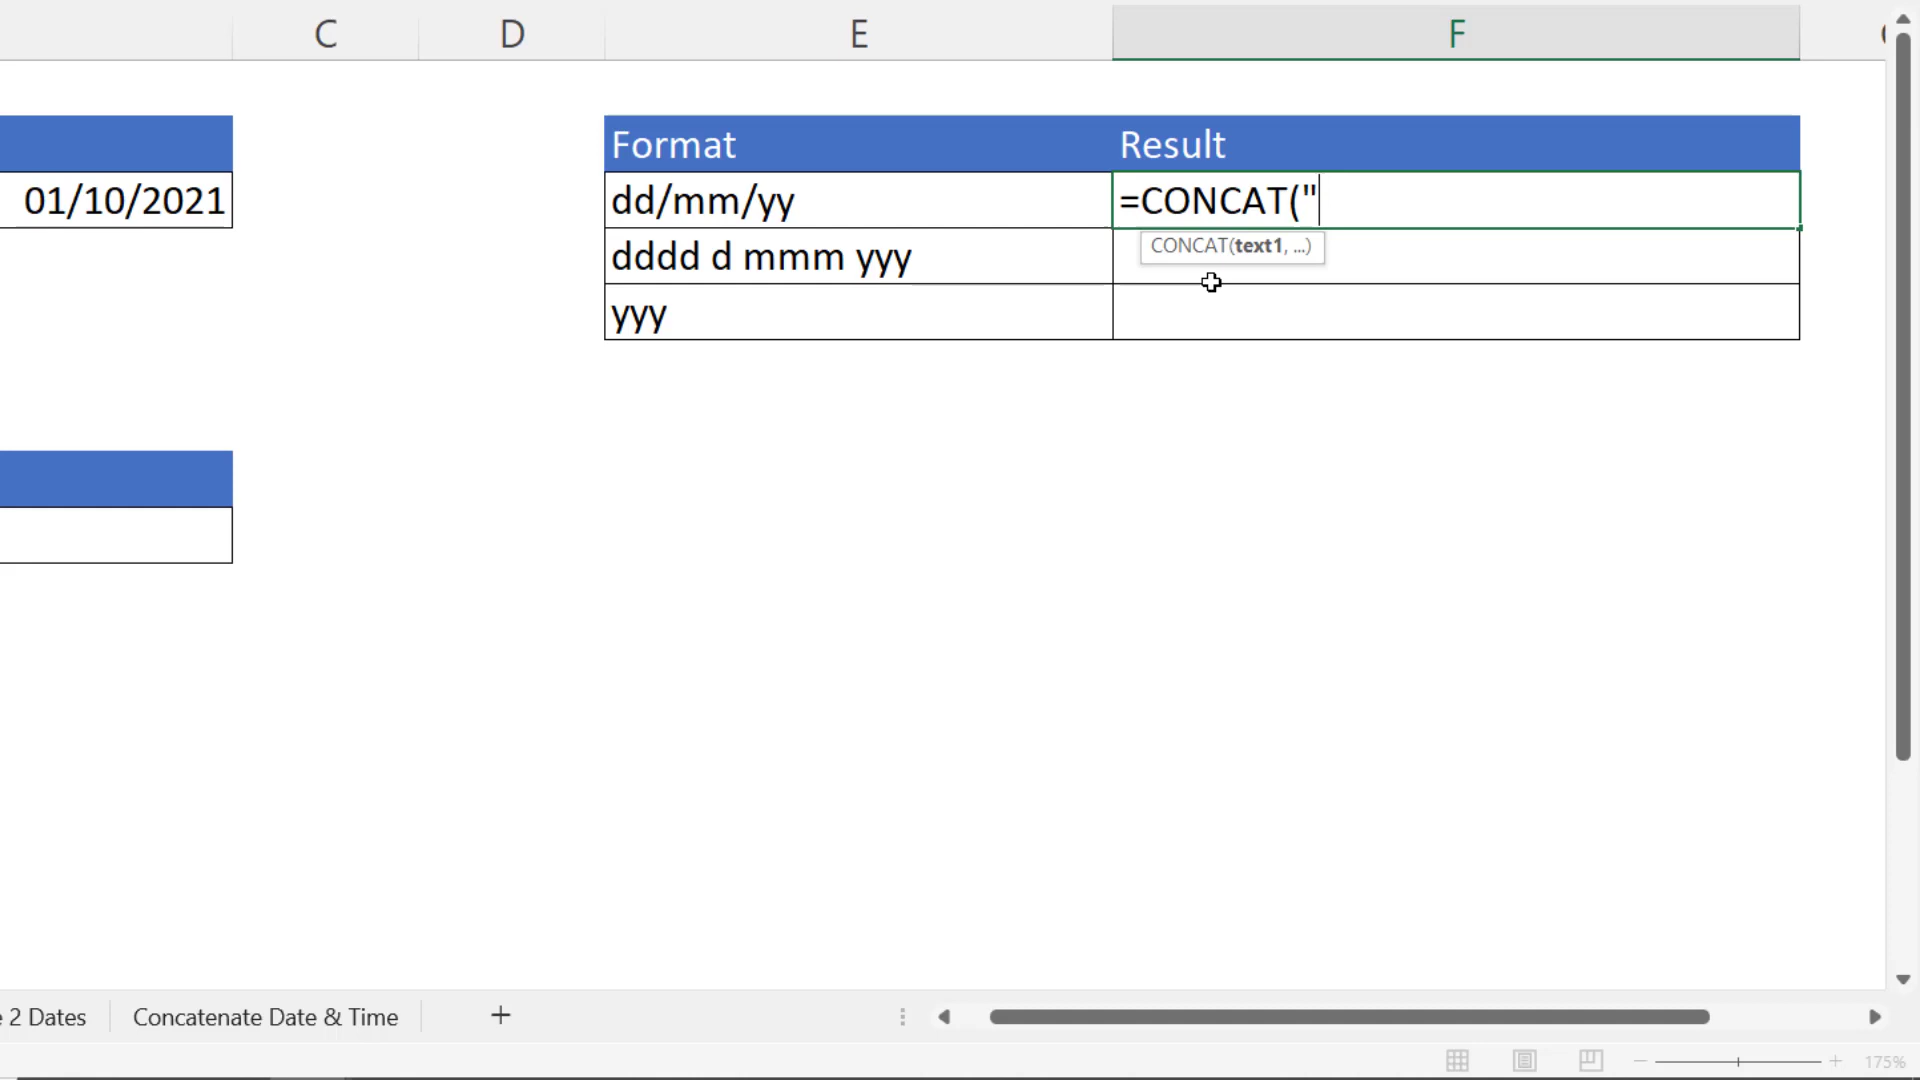 C D E F
Format Result
01/10/2021 dd/mm/yy =CONCAT("
CONCAT(text1, ...)
dddd d mmm yyy
yyy
2 Dates Concatenate Date & Time +
175%